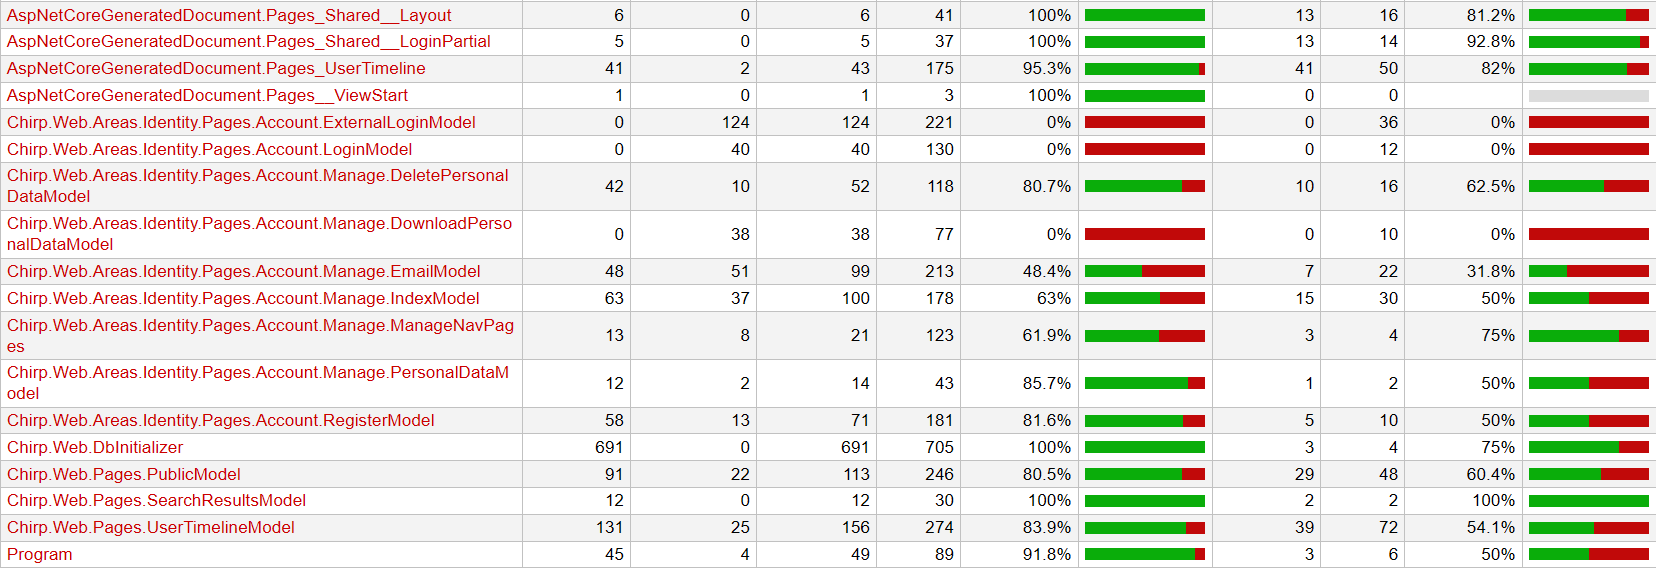 AspNetCoreGeneratedDocument.Pages_Shared__Layout 6 0 6 41 100% 13 16 81.2%
AspNetCoreGeneratedDocument.Pages_Shared__LoginPartial 5 0 5 37 100% 13 14 92.8%
AspNetCoreGeneratedDocument.Pages_UserTimeline 41 2 43 175 95.3% 41 50 82%
AspNetCoreGeneratedDocument.Pages__ViewStart 1 0 1 3 100% 0 0
Chirp.Web.Areas.Identity.Pages.Account.ExternalLoginModel 0 124 124 221 0% 0 36 0%
Chirp.Web.Areas.Identity.Pages.Account.LoginModel 0 40 40 130 0% 0 12 0%
Chirp.Web.Areas.Identity.Pages.Account.Manage.DeletePersonal
DataModel 42 10 52 118 80.7% 10 16 62.5%
Chirp.Web.Areas.Identity.Pages.Account.Manage.DownloadPerso
nalDataModel 0 38 38 77 0% 0 10 0%
Chirp.Web.Areas.Identity.Pages.Account.Manage.EmailModel 48 51 99 213 48.4% 7 22 31.8%
Chirp.Web.Areas.Identity.Pages.Account.Manage.IndexModel 63 37 100 178 63% 15 30 50%
Chirp.Web.Areas.Identity.Pages.Account.Manage.ManageNavPag
es 13 8 21 123 61.9% 3 4 75%
Chirp.Web.Areas.Identity.Pages.Account.Manage.PersonalDataM
odel 12 2 14 43 85.7% 1 2 50%
Chirp.Web.Areas.Identity.Pages.Account.RegisterModel 58 13 71 181 81.6% 5 10 50%
Chirp.Web.DbInitializer 691 0 691 705 100% 3 4 75%
Chirp.Web.Pages.PublicModel 91 22 113 246 80.5% 29 48 60.4%
Chirp.Web.Pages.SearchResultsModel 12 0 12 30 100% 2 2 100%
Chirp.Web.Pages.UserTimelineModel 131 25 156 274 83.9% 39 72 54.1%
Program 45 4 49 89 91.8% 3 6 50%